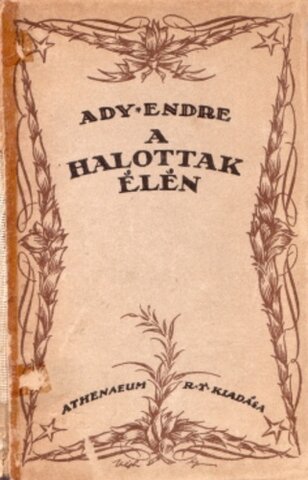 ADY•ENDRE
A
HALOTTAK
ÉLÉN
ATHENAEUM R.-T. KIADÁSA